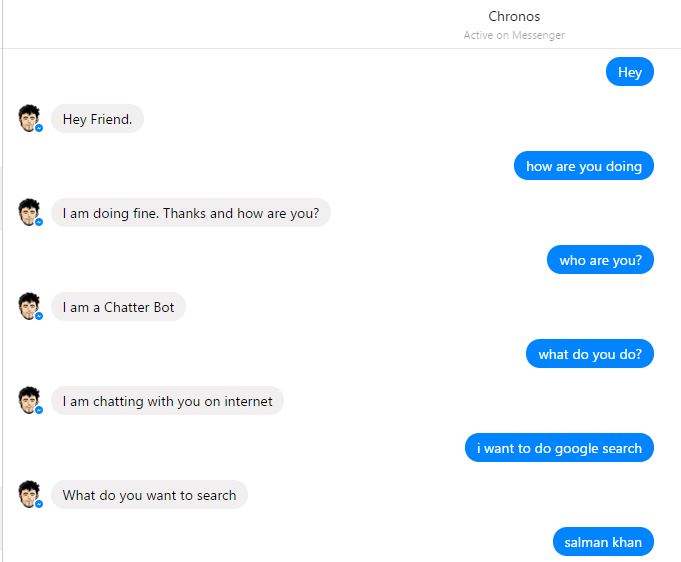 Chronos
Active on Messenger
Hey
Hey Friend.
how are you doing
I am doing fine. Thanks and how are you?
who are you?
I am a Chatter Bot
what do you do?
I am chatting with you on internet
i want to do google search
What do you want to search
salman khan